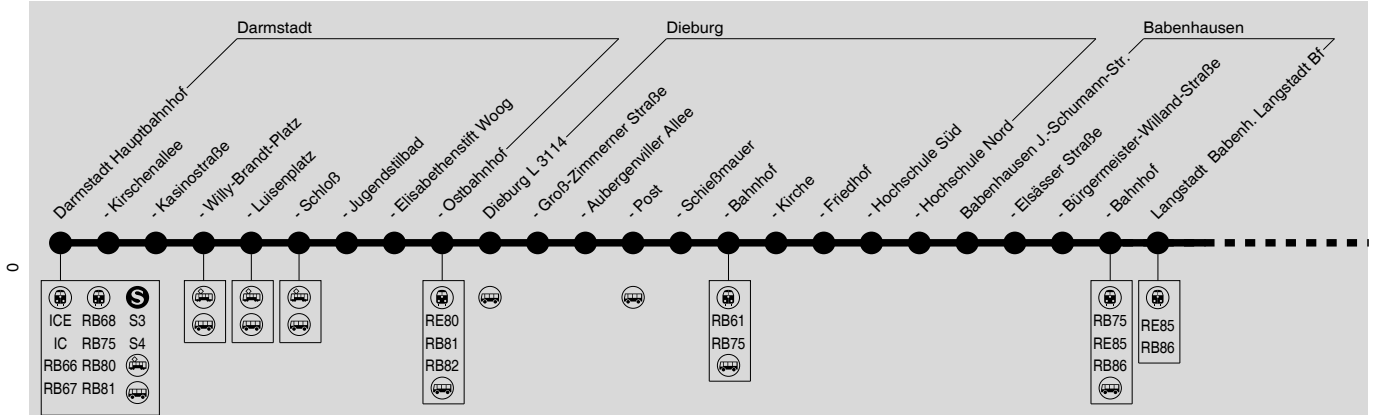 Darmstadt
Dieburg
Babenhausen
Darmstadt Hauptbahnhof
- Kirschenallee
- Kasinostraße
- Willy-Brandt-Platz
- Luisenplatz
- Schloß
- Jugendstilbad
- Elisabethenstift Woog
- Ostbahnhof
Dieburg L 3114
- Groß-Zimmerner Straße
- Aubergenviller Allee
- Post
- Schießmauer
- Bahnhof
- Kirche
- Friedhof
- Hochschule Süd
- Hochschule Nord
Babenhausen J.-Schumann-Str.
- Elsässer Straße
- Bürgermeister-Willand-Straße
- Bahnhof
Langstadt Babenh. Langstadt Bf
0
S
ICE RB68 S3
IC RB75 S4
RB66 RB80
RB67 RB81
RE80
RB81
RB82
RB61
RB75
RB75
RE85
RB86
RE85
RB86